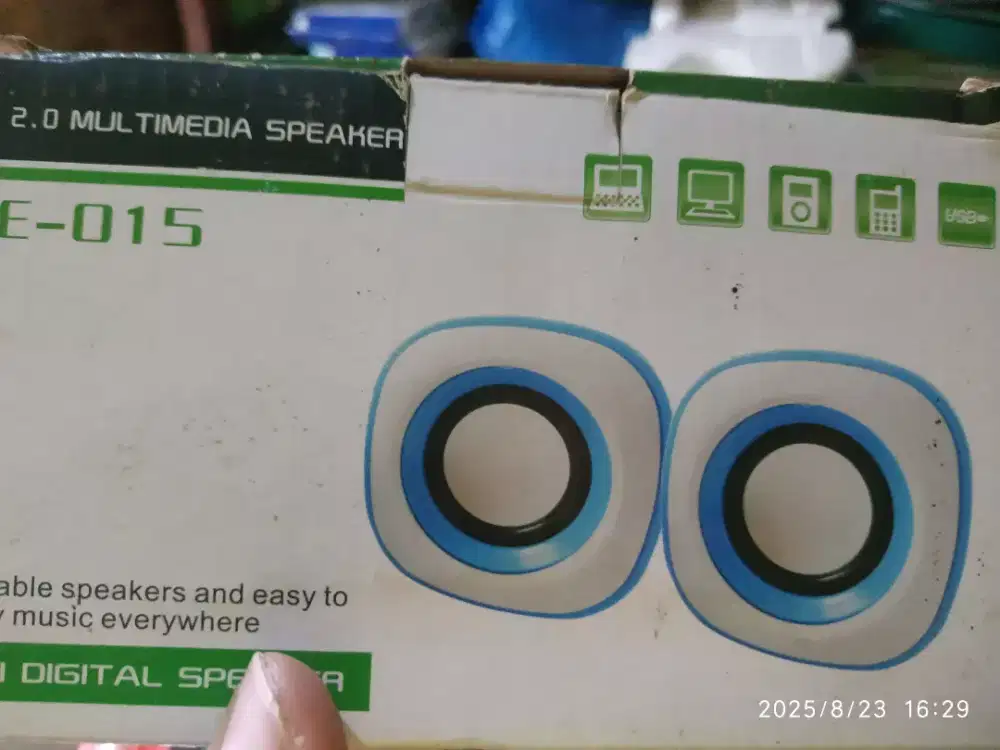 2.0 MULTIMEDIA SPEAKER
E-015
USB
able speakers and easy to
music everywhere
DIGITAL
2025/8/23 16:29